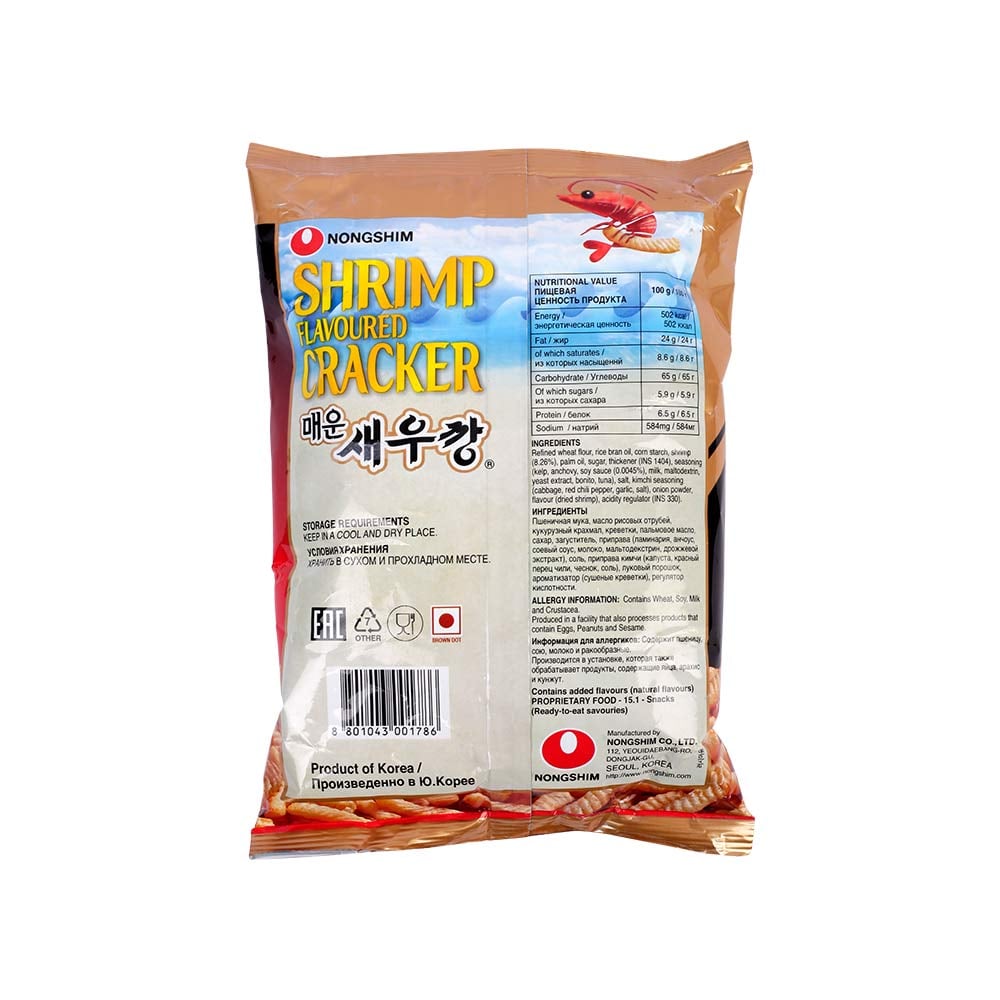 NONGSHIM
SHRIMP
FLAVOURED
CRACKER
매운 새우깡®
STORAGE REQUIREMENTS
KEEP IN A COOL AND DRY PLACE.
УСЛОВИЯ ХРАНЕНИЯ
ХРАНИТЬ В СУХОМ И ПРОХЛАДНОМ МЕСТЕ.
EAC
7
OTHER
BROWN DOT
8 801043 001786
Product of Korea /
Произведенно в Ю.Корее
NUTRITIONAL VALUE
ПИЩЕВАЯ
ЦЕННОСТЬ ПРОДУКТА
100 g /
Energy /
энергетическая ценность
502 kcal /
502 ккал
Fat / жир
24 g / 24 г
of which saturates /
из которых насыщеннй
8.6 g / 8.6 г
Carbohydrate / Углеводы
65 g / 65 г
Of which sugars /
из которых сахара
5.9 g / 5.9 г
Protein / белок
6.5 g / 6.5 г
Sodium / натрий
584mg / 584мг
INGREDIENTS
Refined wheat flour, rice bran oil, corn starch, shrimp
(8.26%), palm oil, sugar, thickener (INS 1404), seasoning
(kelp, anchovy, soy sauce (0.0045%), milk, maltodextrin,
yeast extract, bonito, tuna), salt, kimchi seasoning
(cabbage, red chili pepper, garlic, salt), onion powder,
flavour (dried shrimp), acidity regulator (INS 330).
ИНГРЕДИЕНТЫ
Пшеничная мука, масло рисовых отрубей,
кукурузный крахмал, креветки, пальмовое масло,
сахар, загуститель, приправа (ламинария, анчоус,
соевый соус, молоко, мальтодекстрин, дрожжевой
экстракт), соль, приправа кимчи (капуста, красный
перец чили, чеснок, соль), луковый порошок,
ароматизатор (сушеные креветки), регулятор
кислотности.
ALLERGY INFORMATION: Contains Wheat, Soy, Milk
and Crustacea.
Produced in a facility that also processes products that
contain Eggs, Peanuts and Sesame.
Информация для аллергиков: Содержит пшеницу,
сою, молоко и ракообразные.
Производится в установке, которая также
обрабатывает продукты, содержащие яйца, арахис
и кунжут.
Contains added flavours (natural flavours)
PROPRIETARY FOOD - 15.1 - Snacks
(Ready-to-eat savouries)
NONGSHIM
Manufactured by
NONGSHIM CO., LTD.
112, YEOUIDAEBANG-RO,
DONGJAK-GU,
SEOUL, KOREA
http://www.nongshim.com